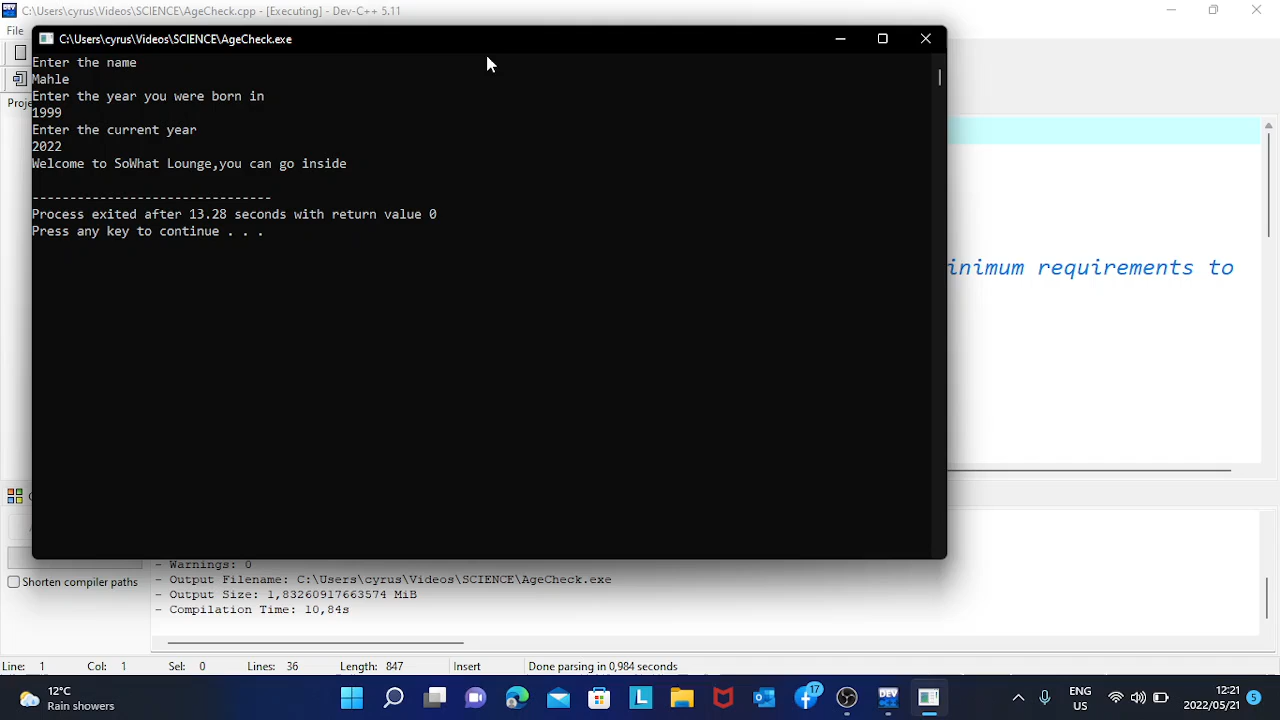 C:\Users\cyrus\Videos\SCIENCE\AgeCheck.cpp - [Executing] - Dev-C++ 5.11
File
C:\Users\cyrus\Videos\SCIENCE\AgeCheck.exe
Enter the name
Mahle
Enter the year you were born in
1999
Enter the current year
2022
Welcome to SoWhat Lounge,you can go inside
--------------------------------
Process exited after 13.28 seconds with return value 0
Press any key to continue . . .
Proje
inimum requirements to
- Warnings: 0
- Output Filename: C:\Users\cyrus\Videos\SCIENCE\AgeCheck.exe
- Output Size: 1,83260917663574 MiB
- Compilation Time: 10,84s
Shorten compiler paths
Line: 1 Col: 1 Sel: 0 Lines: 36 Length: 847 Insert Done parsing in 0,984 seconds
12°C
Rain showers
17
DEV
ENG
US
12:21
2022/05/21
5